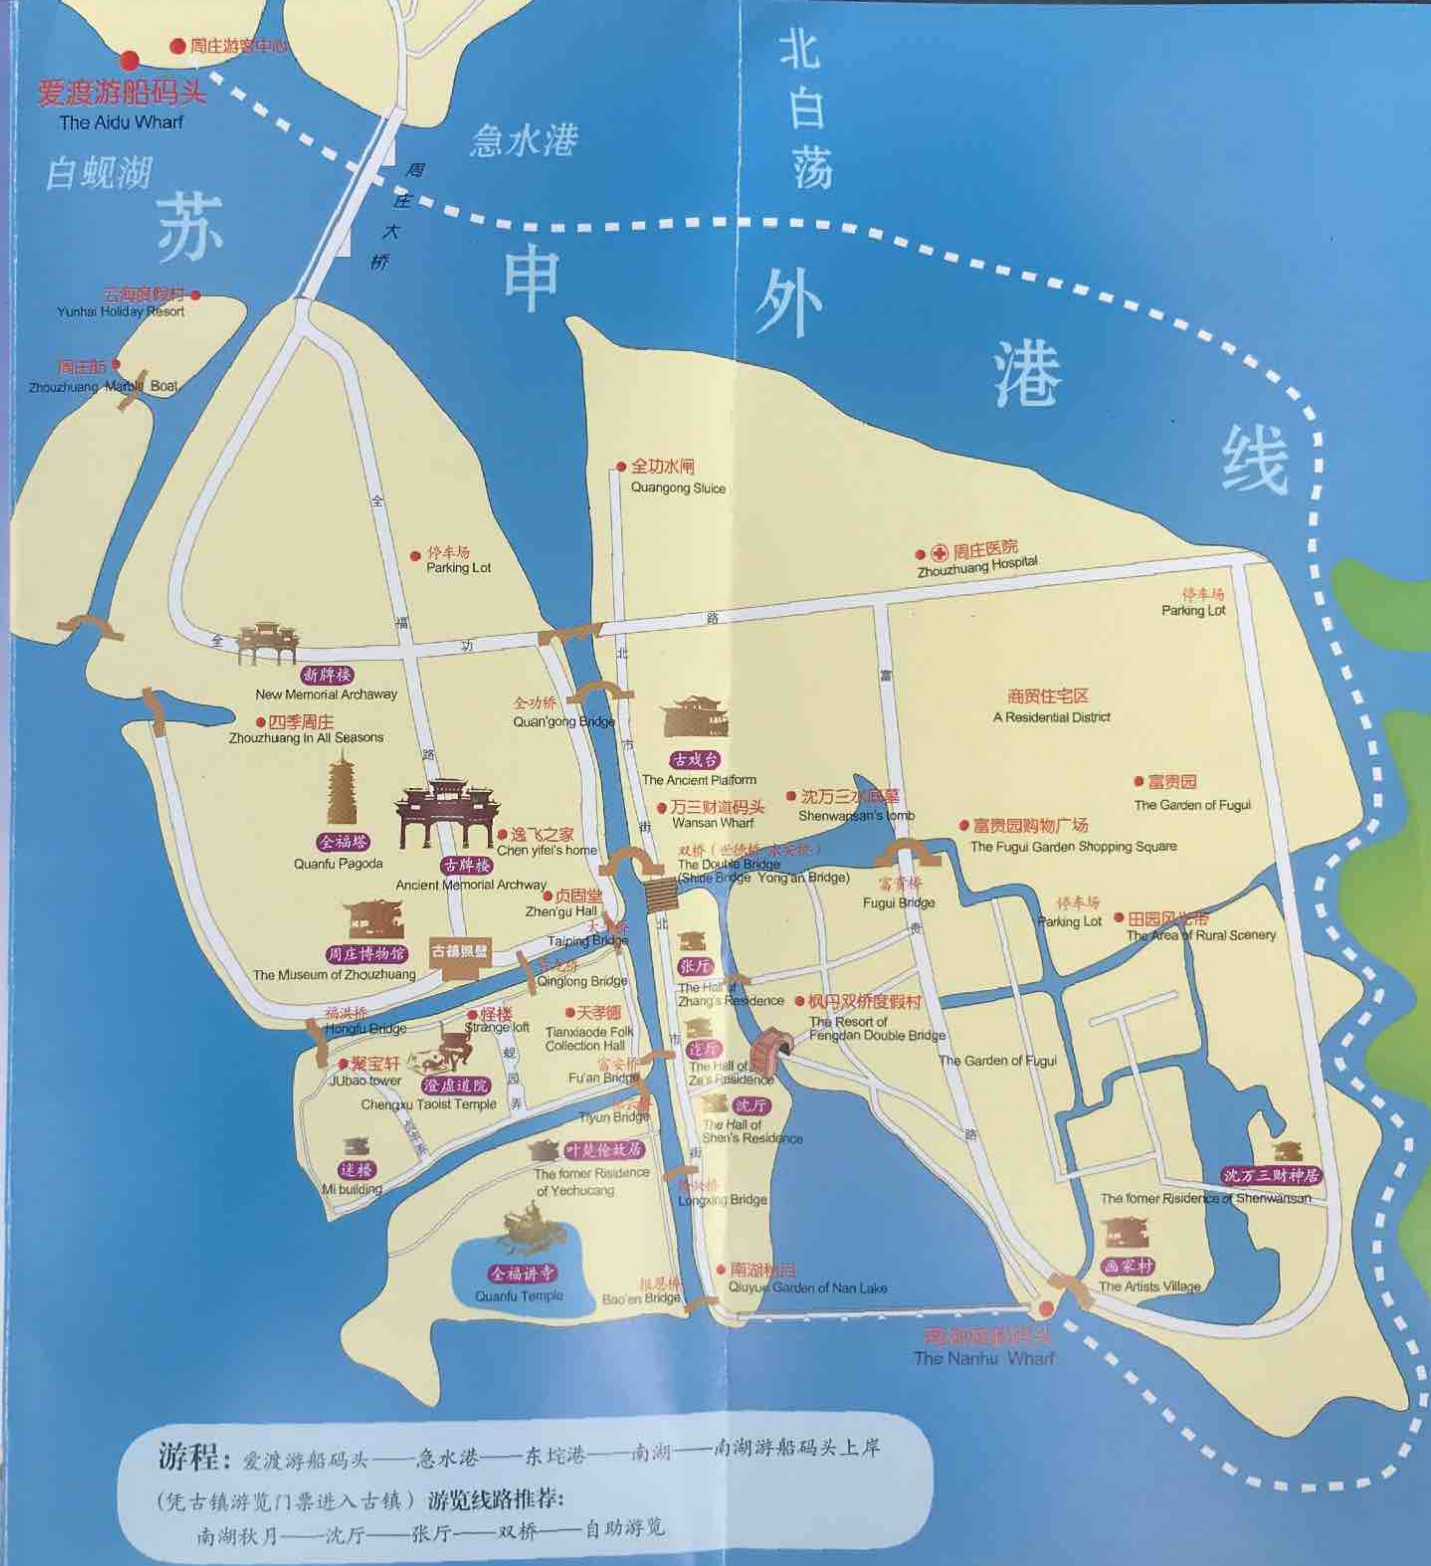 周庄游客中心
爱渡游船码头
The Aidu Wharf
北白荡
急水港
白蚬湖
周庄大桥
苏申外港线
云海度假村
Yunhai Holiday Resort
周庄舫
Zhouzhuang Marble Boat
全功水闸
Quangong Sluice
全福路
停车场
Parking Lot
周庄医院
Zhouzhuang Hospital
停车场
Parking Lot
全功路
新牌楼
New Memorial Archaway
四季周庄
Zhouzhuang In All Seasons
全功桥
Quan'gong Bridge
北市街
富贵路
商贸住宅区
A Residential District
古戏台
The Ancient Platform
万三财道码头
Wansan Wharf
沈万三水底墓
Shenwansan's tomb
富贵园
The Garden of Fugui
富贵园购物广场
The Fugui Garden Shopping Square
全福塔
Quanfu Pagoda
古牌楼
Ancient Memorial Archway
逸飞之家
Chen yifei's home
双桥
The Double Bridge
(Shide Bridge Yong'an Bridge)
富贵桥
Fugui Bridge
贞固堂
Zhen'gu Hall
太平桥
Taiping Bridge
停车场
Parking Lot
田园风光带
The Area of Rural Scenery
周庄博物馆
The Museum of Zhouzhuang
古镇照壁
Qinglong Bridge
张厅
The Hall of
Zhang's Residence
枫丹双桥度假村
The Resort of
Fengdan Double Bridge
福洪桥
Hongfu Bridge
怪楼
Strange loft
天孝德
Tianxiaode Folk
Collection Hall
北市街
The Hall of
Ze's Residence
The Garden of Fugui
聚宝轩
JUbao tower
澄虚道院
Chengxu Taoist Temple
蚬园弄
富安桥
Fu'an Bridge
Tiyun Bridge
沈厅
The Hall of
Shen's Residence
迷楼
Mi building
叶楚伧故居
The fomer Risidence
of Yechucang
Longxing Bridge
沈万三财神居
The fomer Risidence of Shenwansan
画家村
The Artists Village
全福讲寺
Quanfu Temple
报恩桥
Bao'en Bridge
南湖秋月
Qiuyue Garden of Nan Lake
南湖游船码头
The Nanhu Wharf
游程：爱渡游船码头——急水港——东垞港——南湖——南湖游船码头上岸
(凭古镇游览门票进入古镇) 游览线路推荐：
南湖秋月——沈厅——张厅——双桥——自助游览